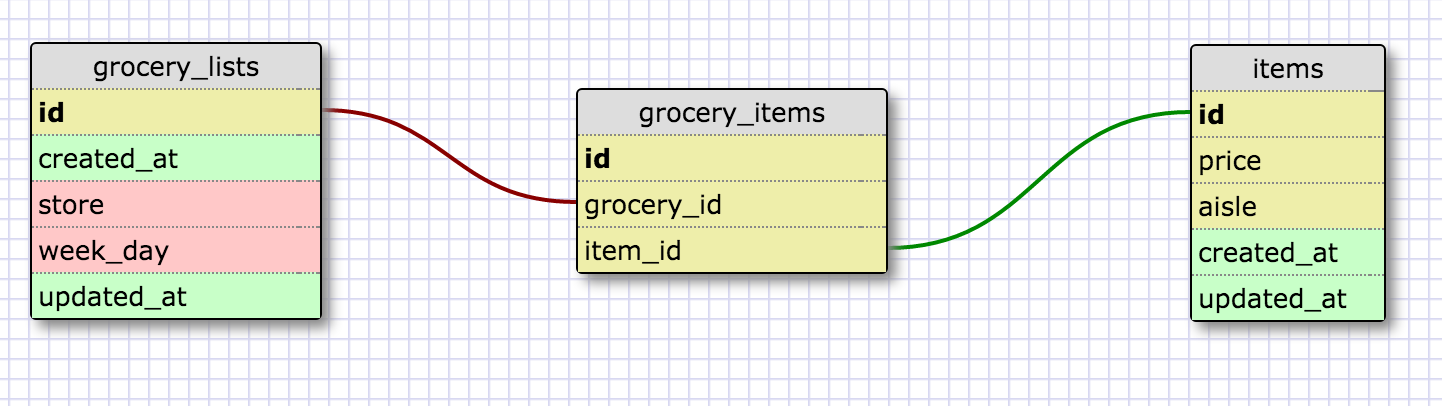 grocery_lists
id
created_at
store
week_day
updated_at
grocery_items
id
grocery_id
item_id
items
id
price
aisle
created_at
updated_at